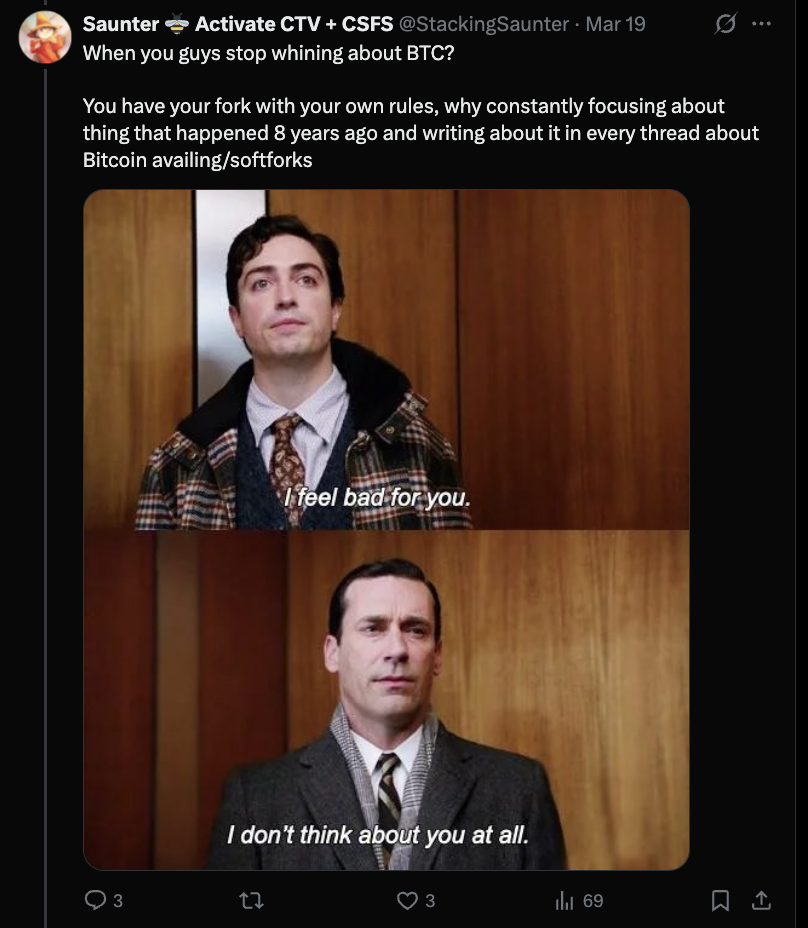 Saunter 🐝 Activate CTV + CSFS @StackingSaunter · Mar 19
When you guys stop whining about BTC?
You have your fork with your own rules, why constantly focusing about
thing that happened 8 years ago and writing about it in every thread about
Bitcoin availing/softforks
I feel bad for you.
I don't think about you at all.
3
3
69